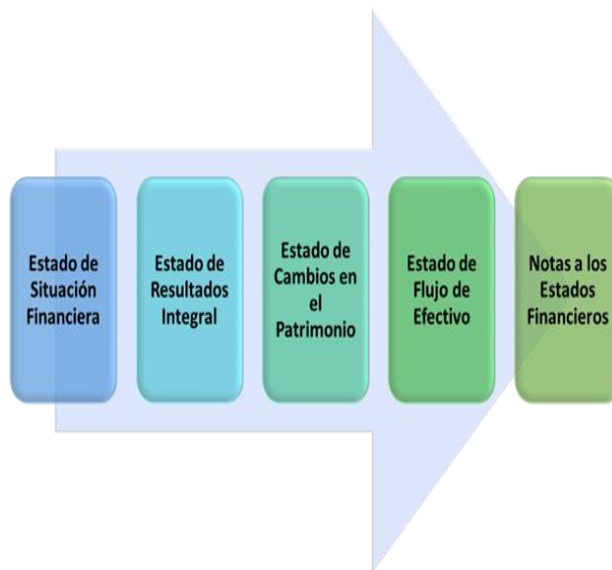 Estado de
Situación
Financiera
Estado de
Resultados
Integral
Estado de
Cambios en
el
Patrimonio
Estado de
Flujo de
Efectivo
Notas a los
Estados
Financieros